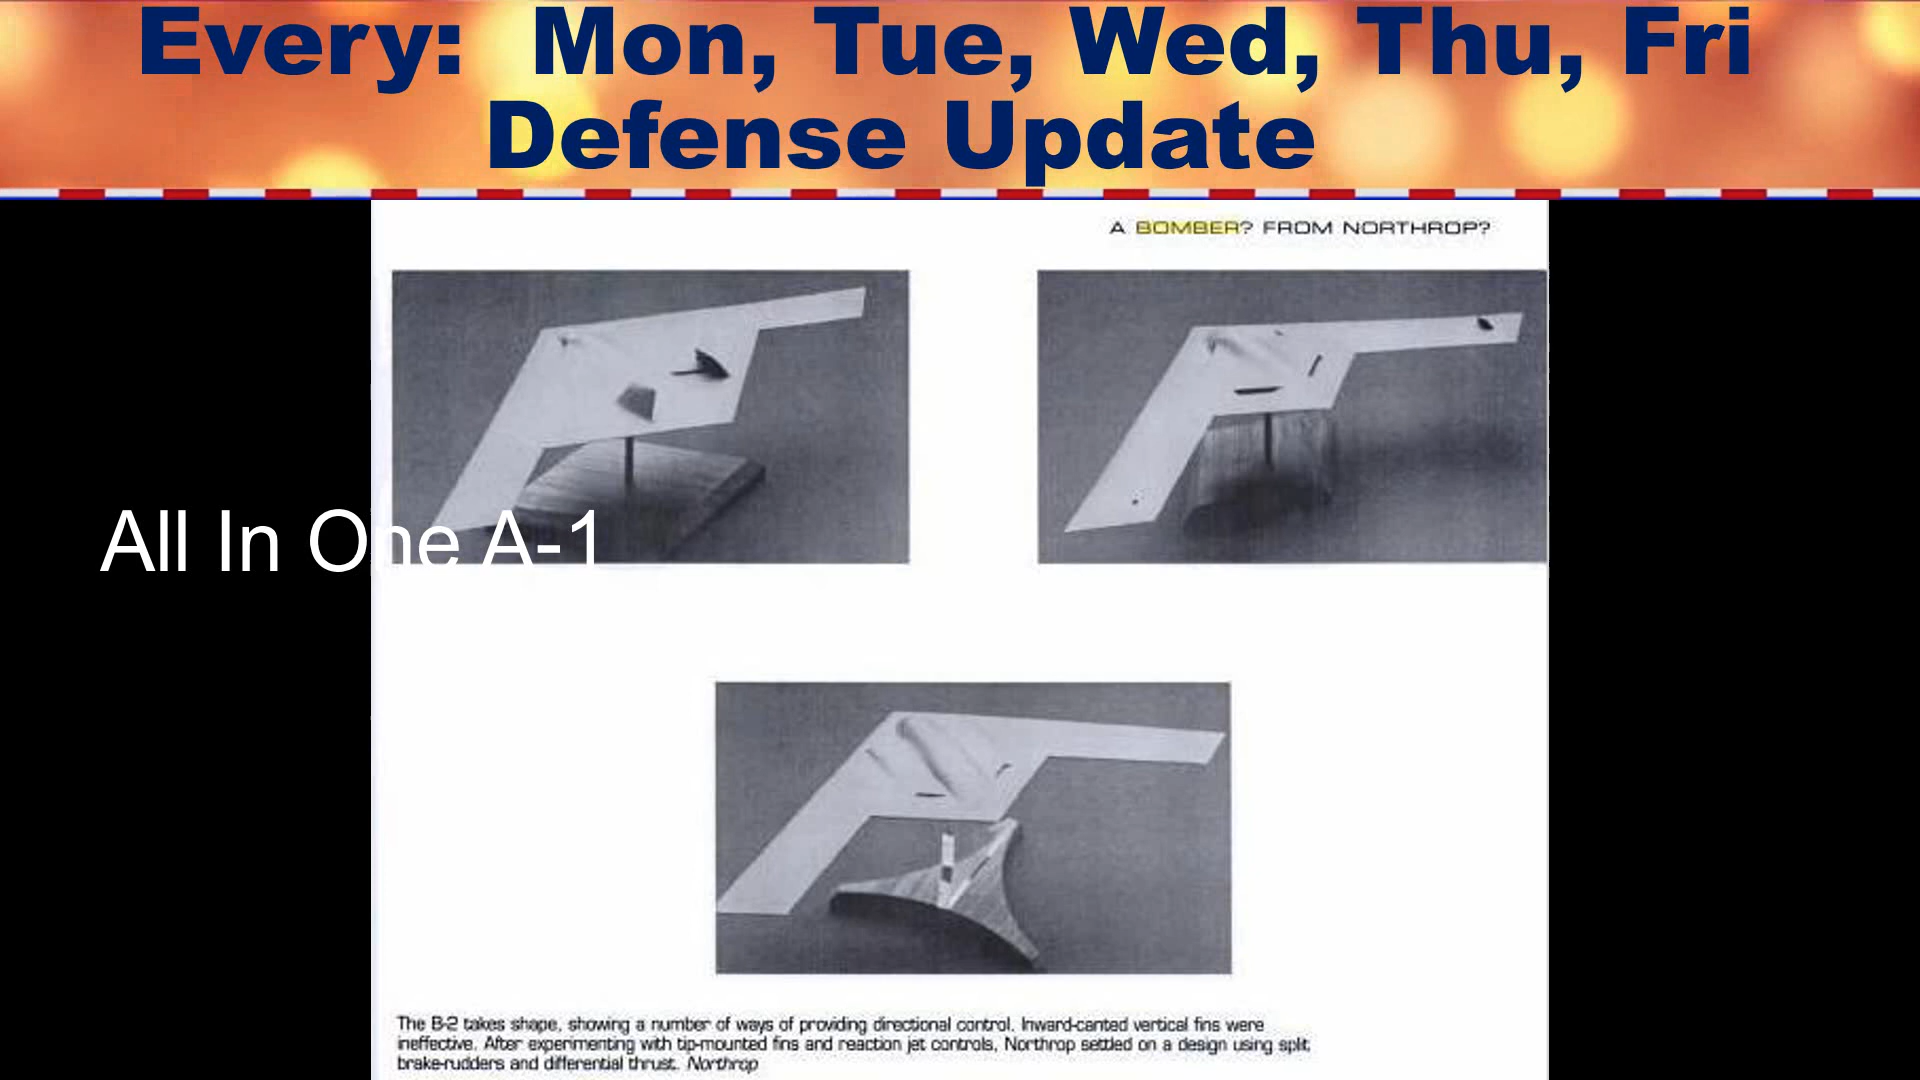 Every: Mon, Tue, Wed, Thu, Fri
Defense Update
A BOMBER? FROM NORTHROP?
All In One A-1
The B-2 takes shape, showing a number of ways of providing directional control. Inward-canted vertical fins were
ineffective. After experimenting with tip-mounted fins and reaction jet controls, Northrop settled on a design using split
brake-rudders and differential thrust. Northrop